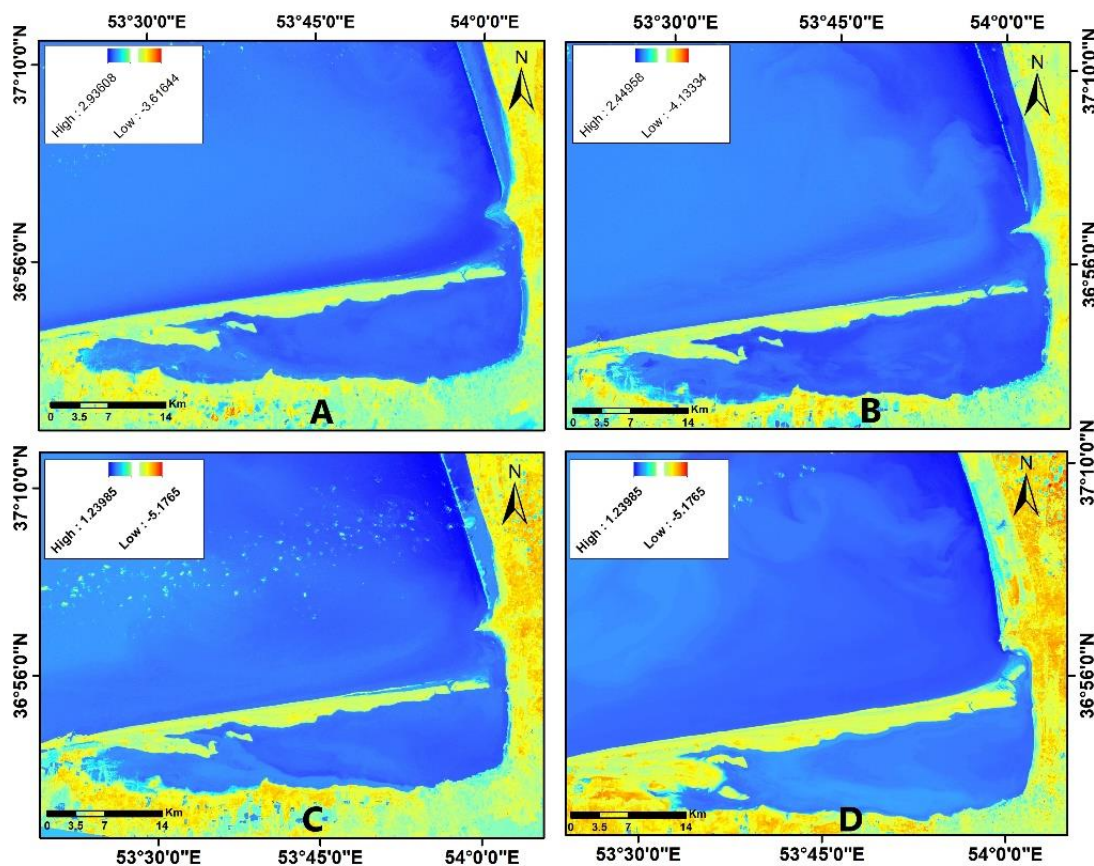 53°30'0"E 53°45'0"E 54°0'0"E 53°30'0"E 53°45'0"E 54°0'0"E
37°10'0"N
36°56'0"N
High : 2.93608
Low : -3.61644
N
0 3.5 7 14 Km
A
High : 2.44958
Low : -4.13334
N
0 3.5 7 14 Km
B
37°10'0"N
36°56'0"N
37°10'0"N
36°56'0"N
High : 1.23985
Low : -5.1765
N
0 3.5 7 14 Km
C
High : 1.23985
Low : -5.1765
N
0 3.5 7 14 Km
D
37°10'0"N
36°56'0"N
53°30'0"E 53°45'0"E 54°0'0"E 53°30'0"E 53°45'0"E 54°0'0"E